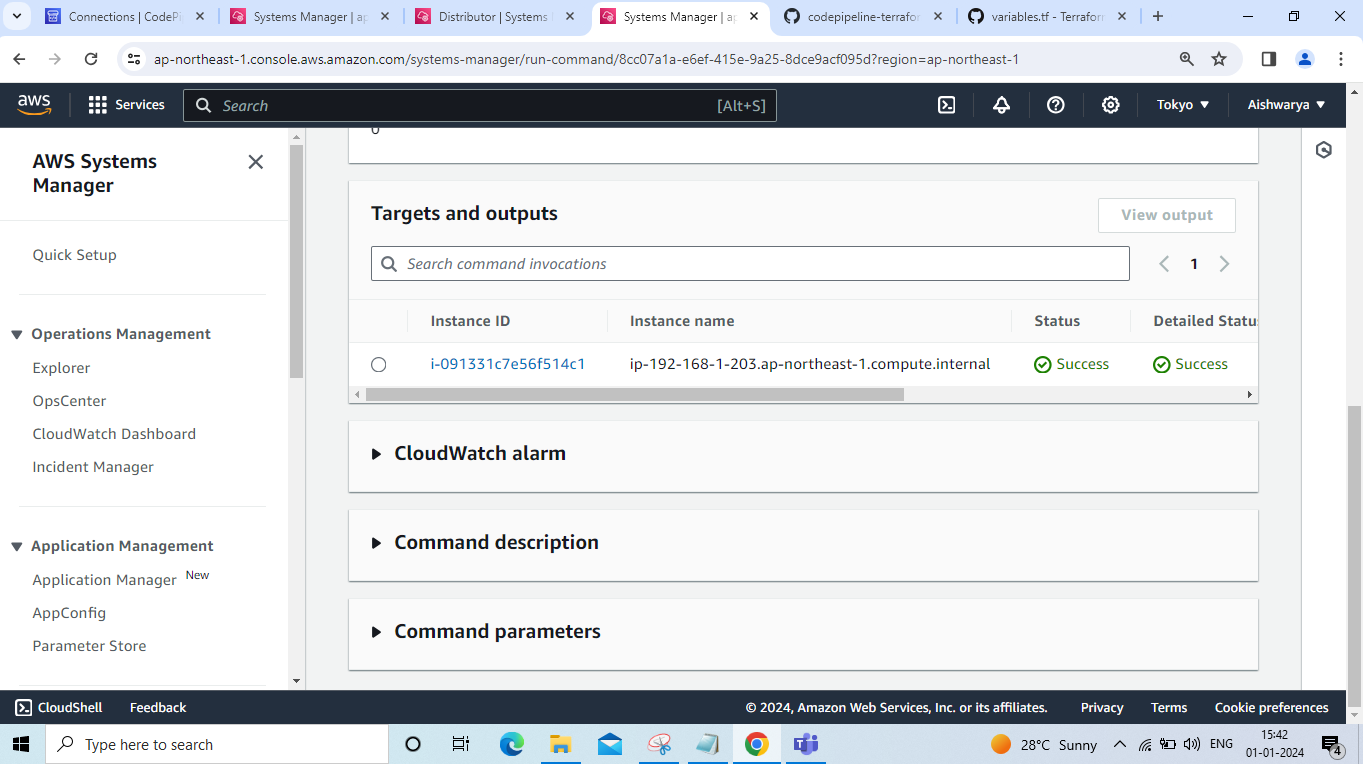 Connections | CodePi
Systems Manager | ap
Distributor | Systems
Systems Manager | ap
codepipeline-terrafor
variables.tf - Terraform
ap-northeast-1.console.aws.amazon.com/systems-manager/run-command/8cc07a1a-e6ef-415e-9a25-8dce9acf095d?region=ap-northeast-1
aws
Services
Search
[Alt+S]
Tokyo
Aishwarya
AWS Systems
Manager
Quick Setup
Operations Management
Explorer
OpsCenter
CloudWatch Dashboard
Incident Manager
Application Management
Application Manager New
AppConfig
Parameter Store
0
Targets and outputs
View output
Search command invocations
1
Instance ID Instance name Status Detailed Statu
i-091331c7e56f514c1 ip-192-168-1-203.ap-northeast-1.compute.internal Success Success
CloudWatch alarm
Command description
Command parameters
CloudShell Feedback © 2024, Amazon Web Services, Inc. or its affiliates. Privacy Terms Cookie preferences
Type here to search
28°C Sunny
ENG
15:42
01-01-2024
4